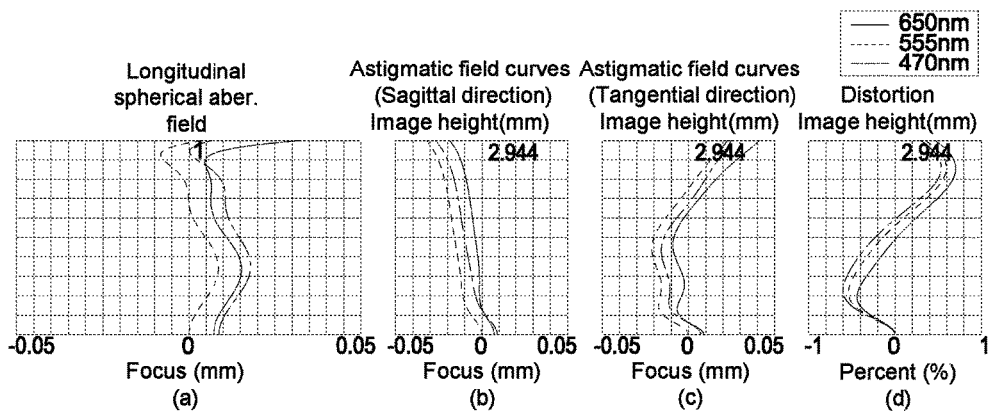 650nm
555nm
470nm
Longitudinal
spherical aber.
field
Astigmatic field curves
(Sagittal direction)
Image height(mm)
Astigmatic field curves
(Tangential direction)
Image height(mm)
Distortion
Image height(mm)
1
2.944
2.944
2.944
-0.05 0 0.05
Focus (mm)
(a)
-0.05 0 0.05
Focus (mm)
(b)
-0.05 0 0.05
Focus (mm)
(c)
-1 0 1
Percent (%)
(d)